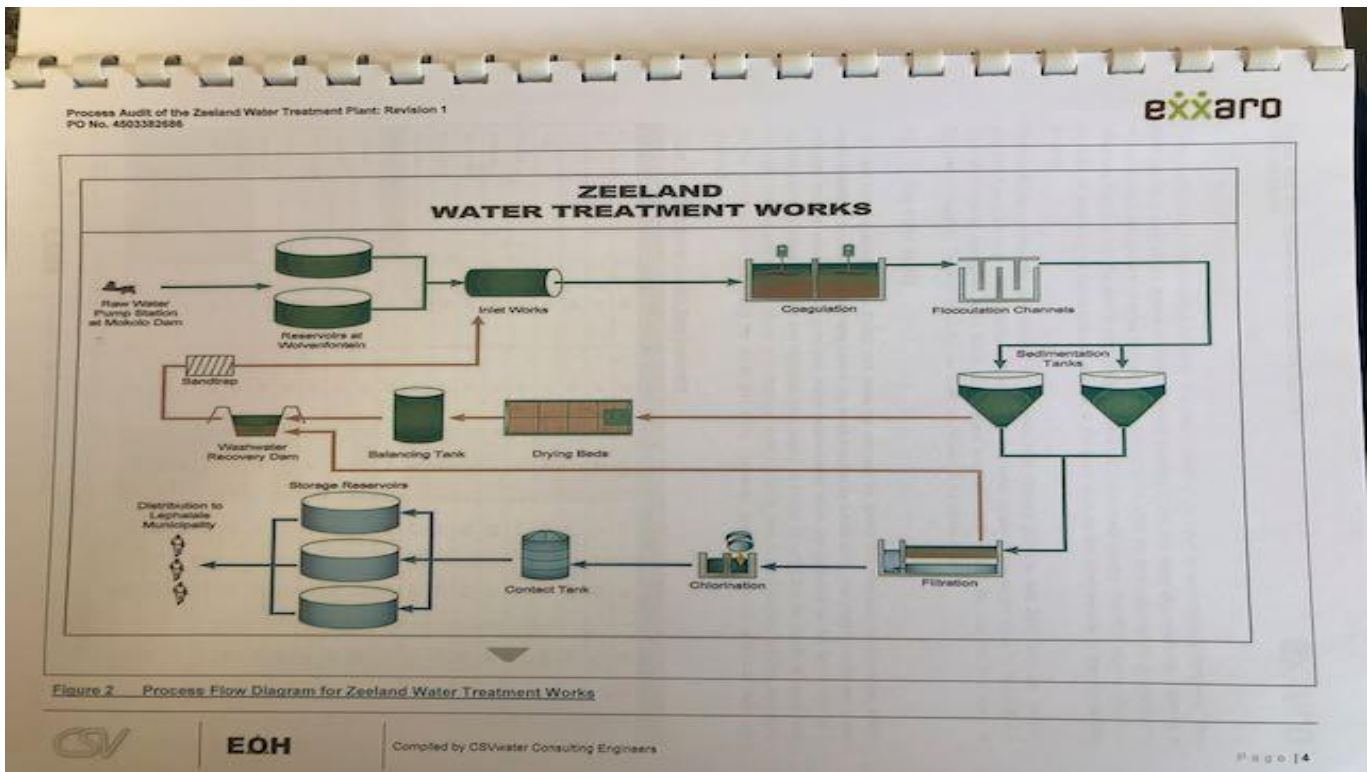 Process Audit of the Zeeland Water Treatment Plant: Revision 1
PO No. 4503382686
exxaro
ZEELAND
WATER TREATMENT WORKS
Raw Water
Pump Station
at Mokolo Dam
Reservoirs at
Wolvenfontein
Inlet Works
Coagulation
Flocculation Channels
Sandtrap
Sedimentation
Tanks
Washwater
Recovery Dam
Balancing Tank
Drying Beds
Storage Reservoirs
Distribution to
Lephalale
Municipality
Contact Tank
Chlorination
Filtration
Figure 2 Process Flow Diagram for Zeeland Water Treatment Works
CSV
EOH
Compiled by CSVwater Consulting Engineers
Page | 4